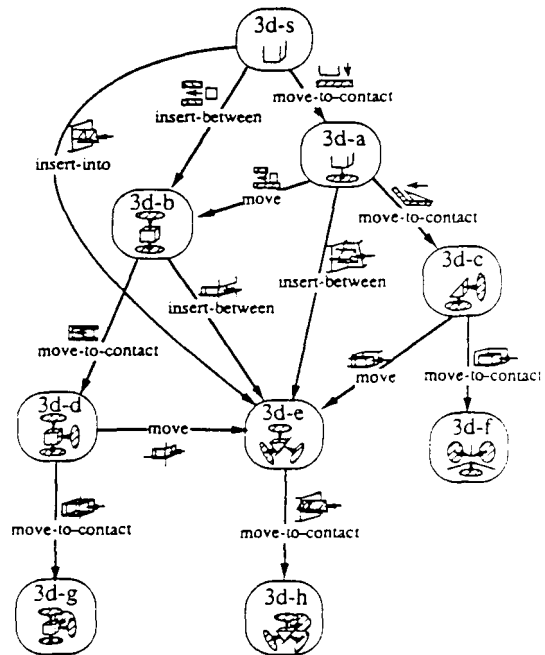 3d-s
move-to-contact
insert-between
insert-into
3d-a
move
3d-b
move-to-contact
3d-c
insert-between
insert-between
move-to-contact
move
move-to-contact
3d-d
3d-e
move
3d-f
move-to-contact
move-to-contact
3d-g
3d-h